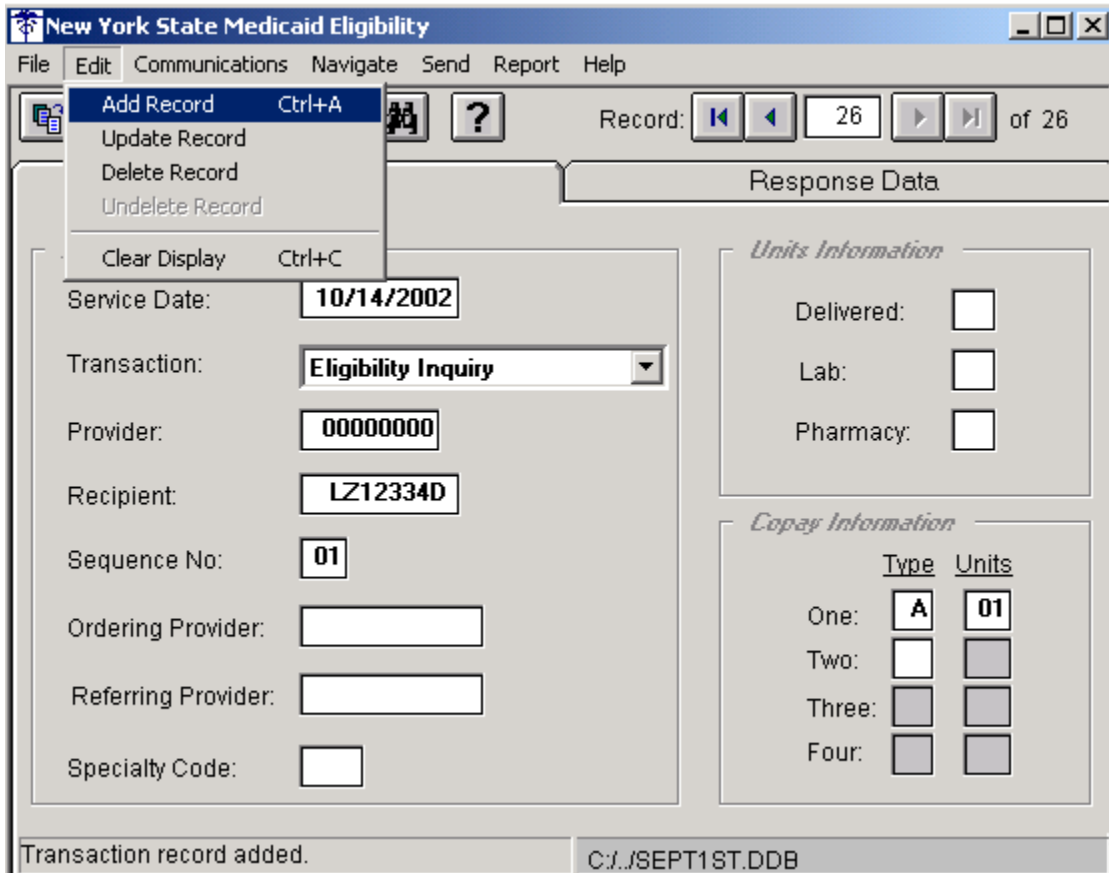 New York State Medicaid Eligibility
File Edit Communications Navigate Send Report Help
Add Record Ctrl+A
Update Record
Delete Record
Undelete Record
Clear Display Ctrl+C
? Record: 26 of 26
Response Data
Service Date: 10/14/2002
Transaction: Eligibility Inquiry
Provider: 00000000
Recipient: LZ12334D
Sequence No: 01
Ordering Provider:
Referring Provider:
Specialty Code:
Units Information
Delivered:
Lab:
Pharmacy:
Copay Information
Type Units
One: A 01
Two:
Three:
Four:
Transaction record added. C:/../SEPT1ST.DDB